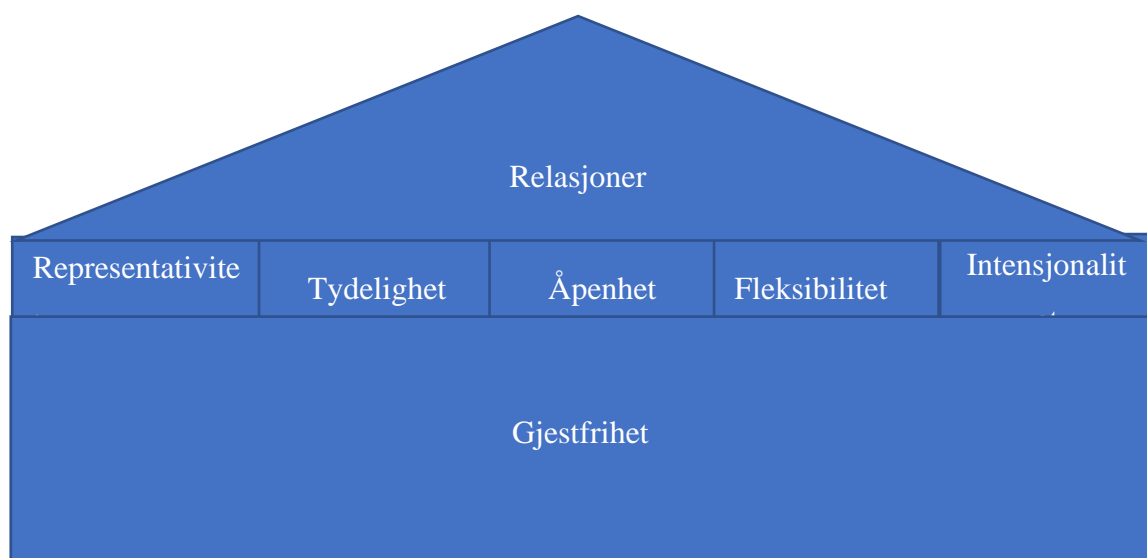 Relasjoner
Representativite
Tydelighet
Åpenhet
Fleksibilitet
Intensjonalit
Gjestfrihet